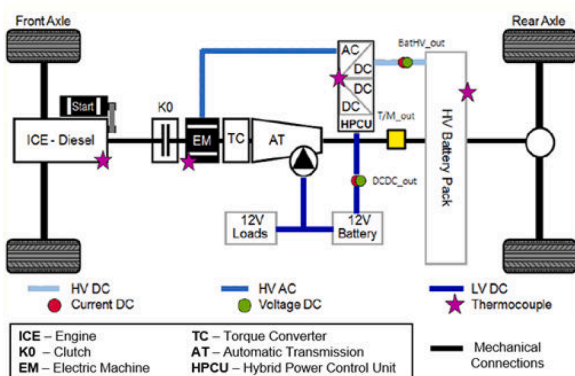 Front Axle
Rear Axle
Start
K0
ICE - Diesel
EM
TC
AT
AC
DC
DC
DC
HPCU
BatHV_out
T/M_out
HV Battery Pack
DCDC_out
12V
Loads
12V
Battery
HV DC
HV AC
LV DC
Current DC
Voltage DC
Thermocouple
ICE – Engine
TC – Torque Converter
K0 – Clutch
AT – Automatic Transmission
EM – Electric Machine
HPCU – Hybrid Power Control Unit
Mechanical
Connections